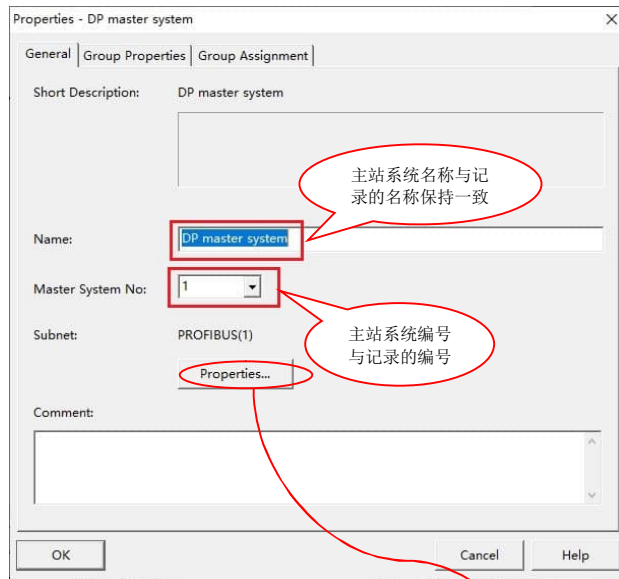 Properties - DP master system
General Group Properties Group Assignment
Short Description: DP master system
主站系统名称与记
录的名称保持一致
Name: DP master system
Master System No: 1
主站系统编号
与记录的编号
Subnet: PROFIBUS(1)
Properties...
Comment:
OK Cancel Help